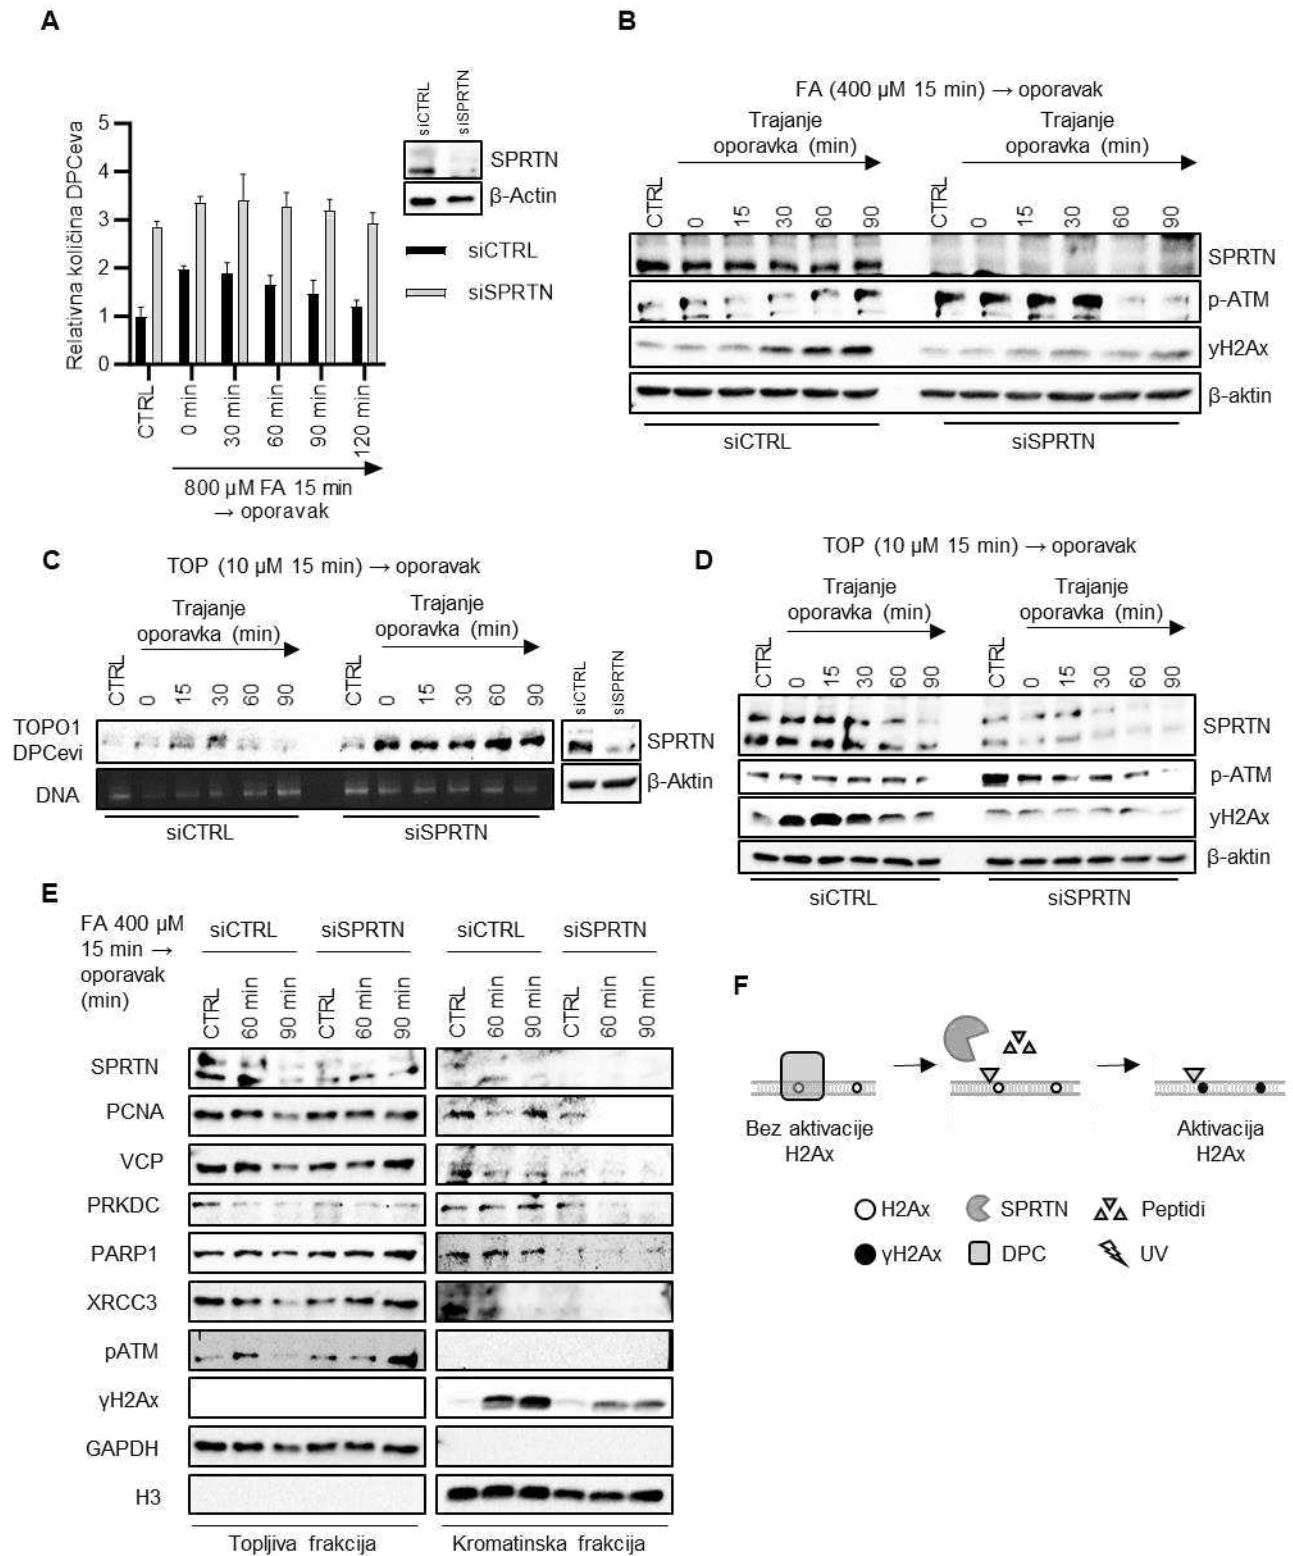 A
5
4
3
2
1
0
Relativna količina DPCeva
CTRL
0 min
30 min
60 min
90 min
120 min
800 µM FA 15 min
→ oporavak
siCTRL
siSPRTN
SPRTN
β-Actin
siCTRL
siSPRTN
B
FA (400 µM 15 min) → oporavak
Trajanje
oporavka (min)
Trajanje
oporavka (min)
CTRL 0 15 30 60 90 CTRL 0 15 30 60 90
SPRTN
p-ATM
yH2Ax
β-aktin
siCTRL siSPRTN
C
TOP (10 µM 15 min) → oporavak
Trajanje
oporavka (min)
Trajanje
oporavka (min)
CTRL 0 15 30 60 90 CTRL 0 15 30 60 90
siCTRL siSPRTN
TOPO1
DPCevi
SPRTN
DNA
β-Aktin
siCTRL siSPRTN
D
TOP (10 µM 15 min) → oporavak
Trajanje
oporavka (min)
Trajanje
oporavka (min)
CTRL 0 15 30 60 90 CTRL 0 15 30 60 90
SPRTN
p-ATM
yH2Ax
β-aktin
siCTRL siSPRTN
E
FA 400 µM
15 min →
oporavak
(min)
siCTRL siSPRTN siCTRL siSPRTN
CTRL 60 min 90 min CTRL 60 min 90 min CTRL 60 min 90 min CTRL 60 min 90 min
SPRTN
PCNA
VCP
PRKDC
PARP1
XRCC3
pATM
γH2Ax
GAPDH
H3
Topljiva frakcija Kromatinska frakcija
F
Bez aktivacije
H2Ax
Aktivacija
H2Ax
H2Ax SPRTN Peptidi
γH2Ax DPC UV